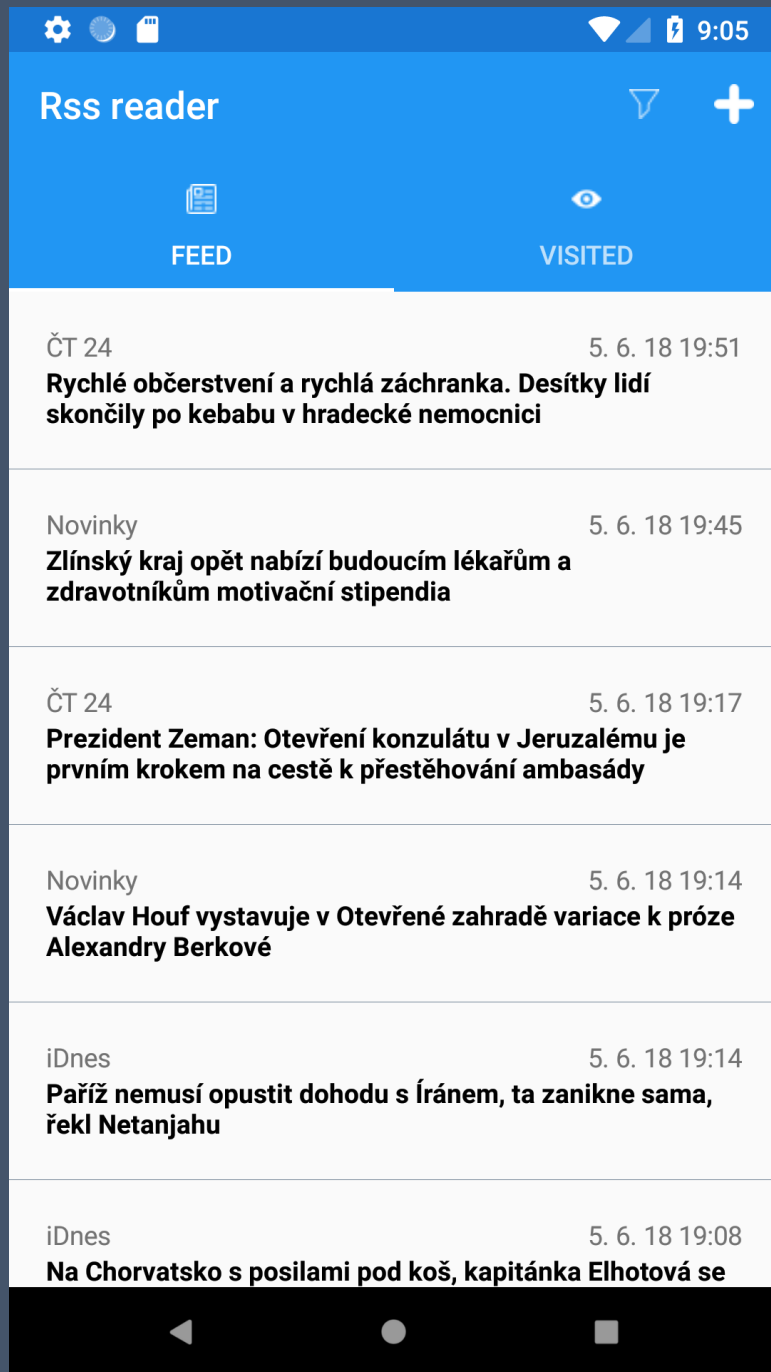 9:05
Rss reader
FEED
VISITED
ČT 24
5. 6. 18 19:51
Rychlé občerstvení a rychlá záchranka. Desítky lidí
skončily po kebabu v hradecké nemocnici
Novinky
5. 6. 18 19:45
Zlínský kraj opět nabízí budoucím lékařům a
zdravotníkům motivační stipendia
ČT 24
5. 6. 18 19:17
Prezident Zeman: Otevření konzulátu v Jeruzalému je
prvním krokem na cestě k přestěhování ambasády
Novinky
5. 6. 18 19:14
Václav Houf vystavuje v Otevřené zahradě variace k próze
Alexandry Berkové
iDnes
5. 6. 18 19:14
Paříž nemusí opustit dohodu s Íránem, ta zanikne sama,
řekl Netanjahu
iDnes
5. 6. 18 19:08
Na Chorvatsko s posilami pod koš, kapitánka Elhotová se